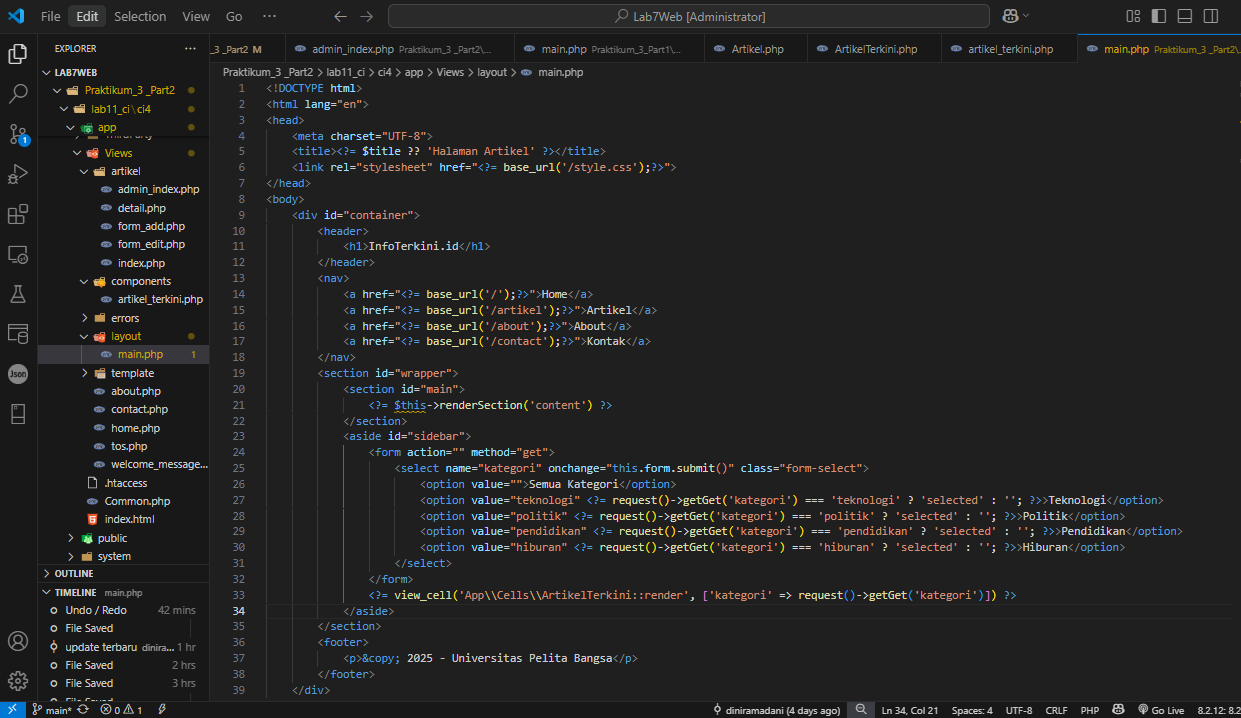 File Edit Selection View Go ··· Lab7Web [Administrator]
EXPLORER ···
_3 _Part2 M admin_index.php Praktikum_3 _Part2\... main.php Praktikum_3_Part1\... Artikel.php ArtikelTerkini.php artikel_terkini.php main.php Praktikum_3 _Part2\..
Praktikum_3 _Part2 > lab11_ci > ci4 > app > Views > layout > main.php
LAB7WEB
Praktikum_3 _Part2
lab11_ci\ci4
app
Views
artikel
admin_index.php
detail.php
form_add.php
form_edit.php
index.php
components
artikel_terkini.php
errors
layout
main.php 1
template
about.php
contact.php
home.php
tos.php
welcome_message...
.htaccess
Common.php
index.html
public
system
OUTLINE
TIMELINE main.php
Undo / Redo 42 mins
File Saved
update terbaru dinira... 1 hr
File Saved 2 hrs
File Saved 3 hrs
1
Json
1 <!DOCTYPE html>
2 <html lang="en">
3 <head>
4 <meta charset="UTF-8">
5 <title><?= $title ?? 'Halaman Artikel' ?></title>
6 <link rel="stylesheet" href="<?= base_url('/style.css');?>">
7 </head>
8 <body>
9 <div id="container">
10 <header>
11 <h1>InfoTerkini.id</h1>
12 </header>
13 <nav>
14 <a href="<?= base_url('/');?>">Home</a>
15 <a href="<?= base_url('/artikel');?>">Artikel</a>
16 <a href="<?= base_url('/about');?>">About</a>
17 <a href="<?= base_url('/contact');?>">Kontak</a>
18 </nav>
19 <section id="wrapper">
20 <section id="main">
21 <?= $this->renderSection('content') ?>
22 </section>
23 <aside id="sidebar">
24 <form action="" method="get">
25 <select name="kategori" onchange="this.form.submit()" class="form-select">
26 <option value="">Semua Kategori</option>
27 <option value="teknologi" <?= request()->getGet('kategori') === 'teknologi' ? 'selected' : ''; ?>>Teknologi</option>
28 <option value="politik" <?= request()->getGet('kategori') === 'politik' ? 'selected' : ''; ?>>Politik</option>
29 <option value="pendidikan" <?= request()->getGet('kategori') === 'pendidikan' ? 'selected' : ''; ?>>Pendidikan</option>
30 <option value="hiburan" <?= request()->getGet('kategori') === 'hiburan' ? 'selected' : ''; ?>>Hiburan</option>
31 </select>
32 </form>
33 <?= view_cell('App\\Cells\\ArtikelTerkini::render', ['kategori' => request()->getGet('kategori')]) ?>
34 </aside>
35 </section>
36 <footer>
37 <p>&copy; 2025 - Universitas Pelita Bangsa</p>
38 </footer>
39 </div>
main* 0 1 diniramadani (4 days ago) Ln 34, Col 21 Spaces: 4 UTF-8 CRLF PHP Go Live 8.2.12: 8.2